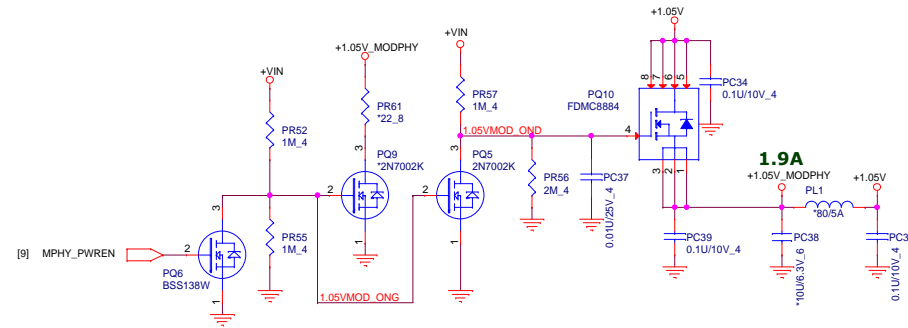 +1.05V
+VIN
+1.05V_MODPHY
+VIN
8
7
6
5
PC34
0.1U/10V_4
PQ10
FDMC8884
PR61
*22_8
PR57
1M_4
PR52
1M_4
1.05VMOD_OND
4
3
PQ9
*2N7002K
3
PQ5
2N7002K
3
2
1
1.9A
+1.05V_MODPHY
+1.05V
PL1
*80/5A
3
2
2
PR56
2M_4
PC37
0.01U/25V_4
PR55
1M_4
1
1
PC39
0.1U/10V_4
PC38
*10U/6.3V_6
PC3
0.1U/10V_4
[9] MPHY_PWREN
2
PQ6
BSS138W
1
1.05VMOD_ONG